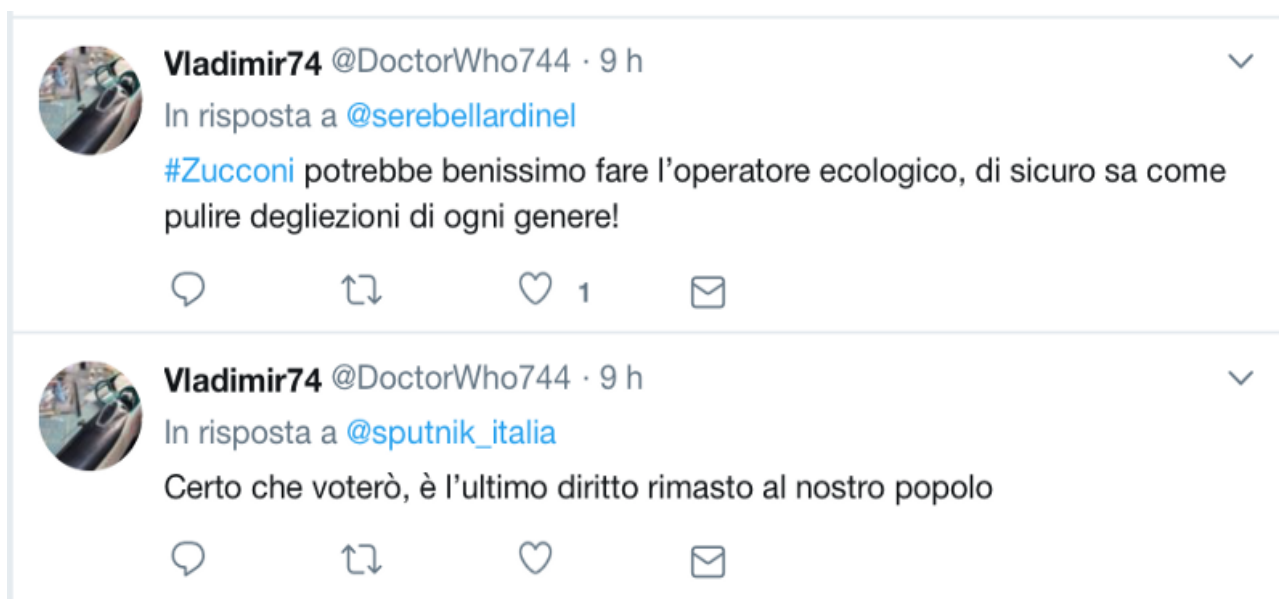 Vladimir74 @DoctorWho744 · 9 h
In risposta a @serebellardinel
#Zucconi potrebbe benissimo fare l’operatore ecologico, di sicuro sa come
pulire degliezioni di ogni genere!
1
Vladimir74 @DoctorWho744 · 9 h
In risposta a @sputnik_italia
Certo che voterò, è l’ultimo diritto rimasto al nostro popolo